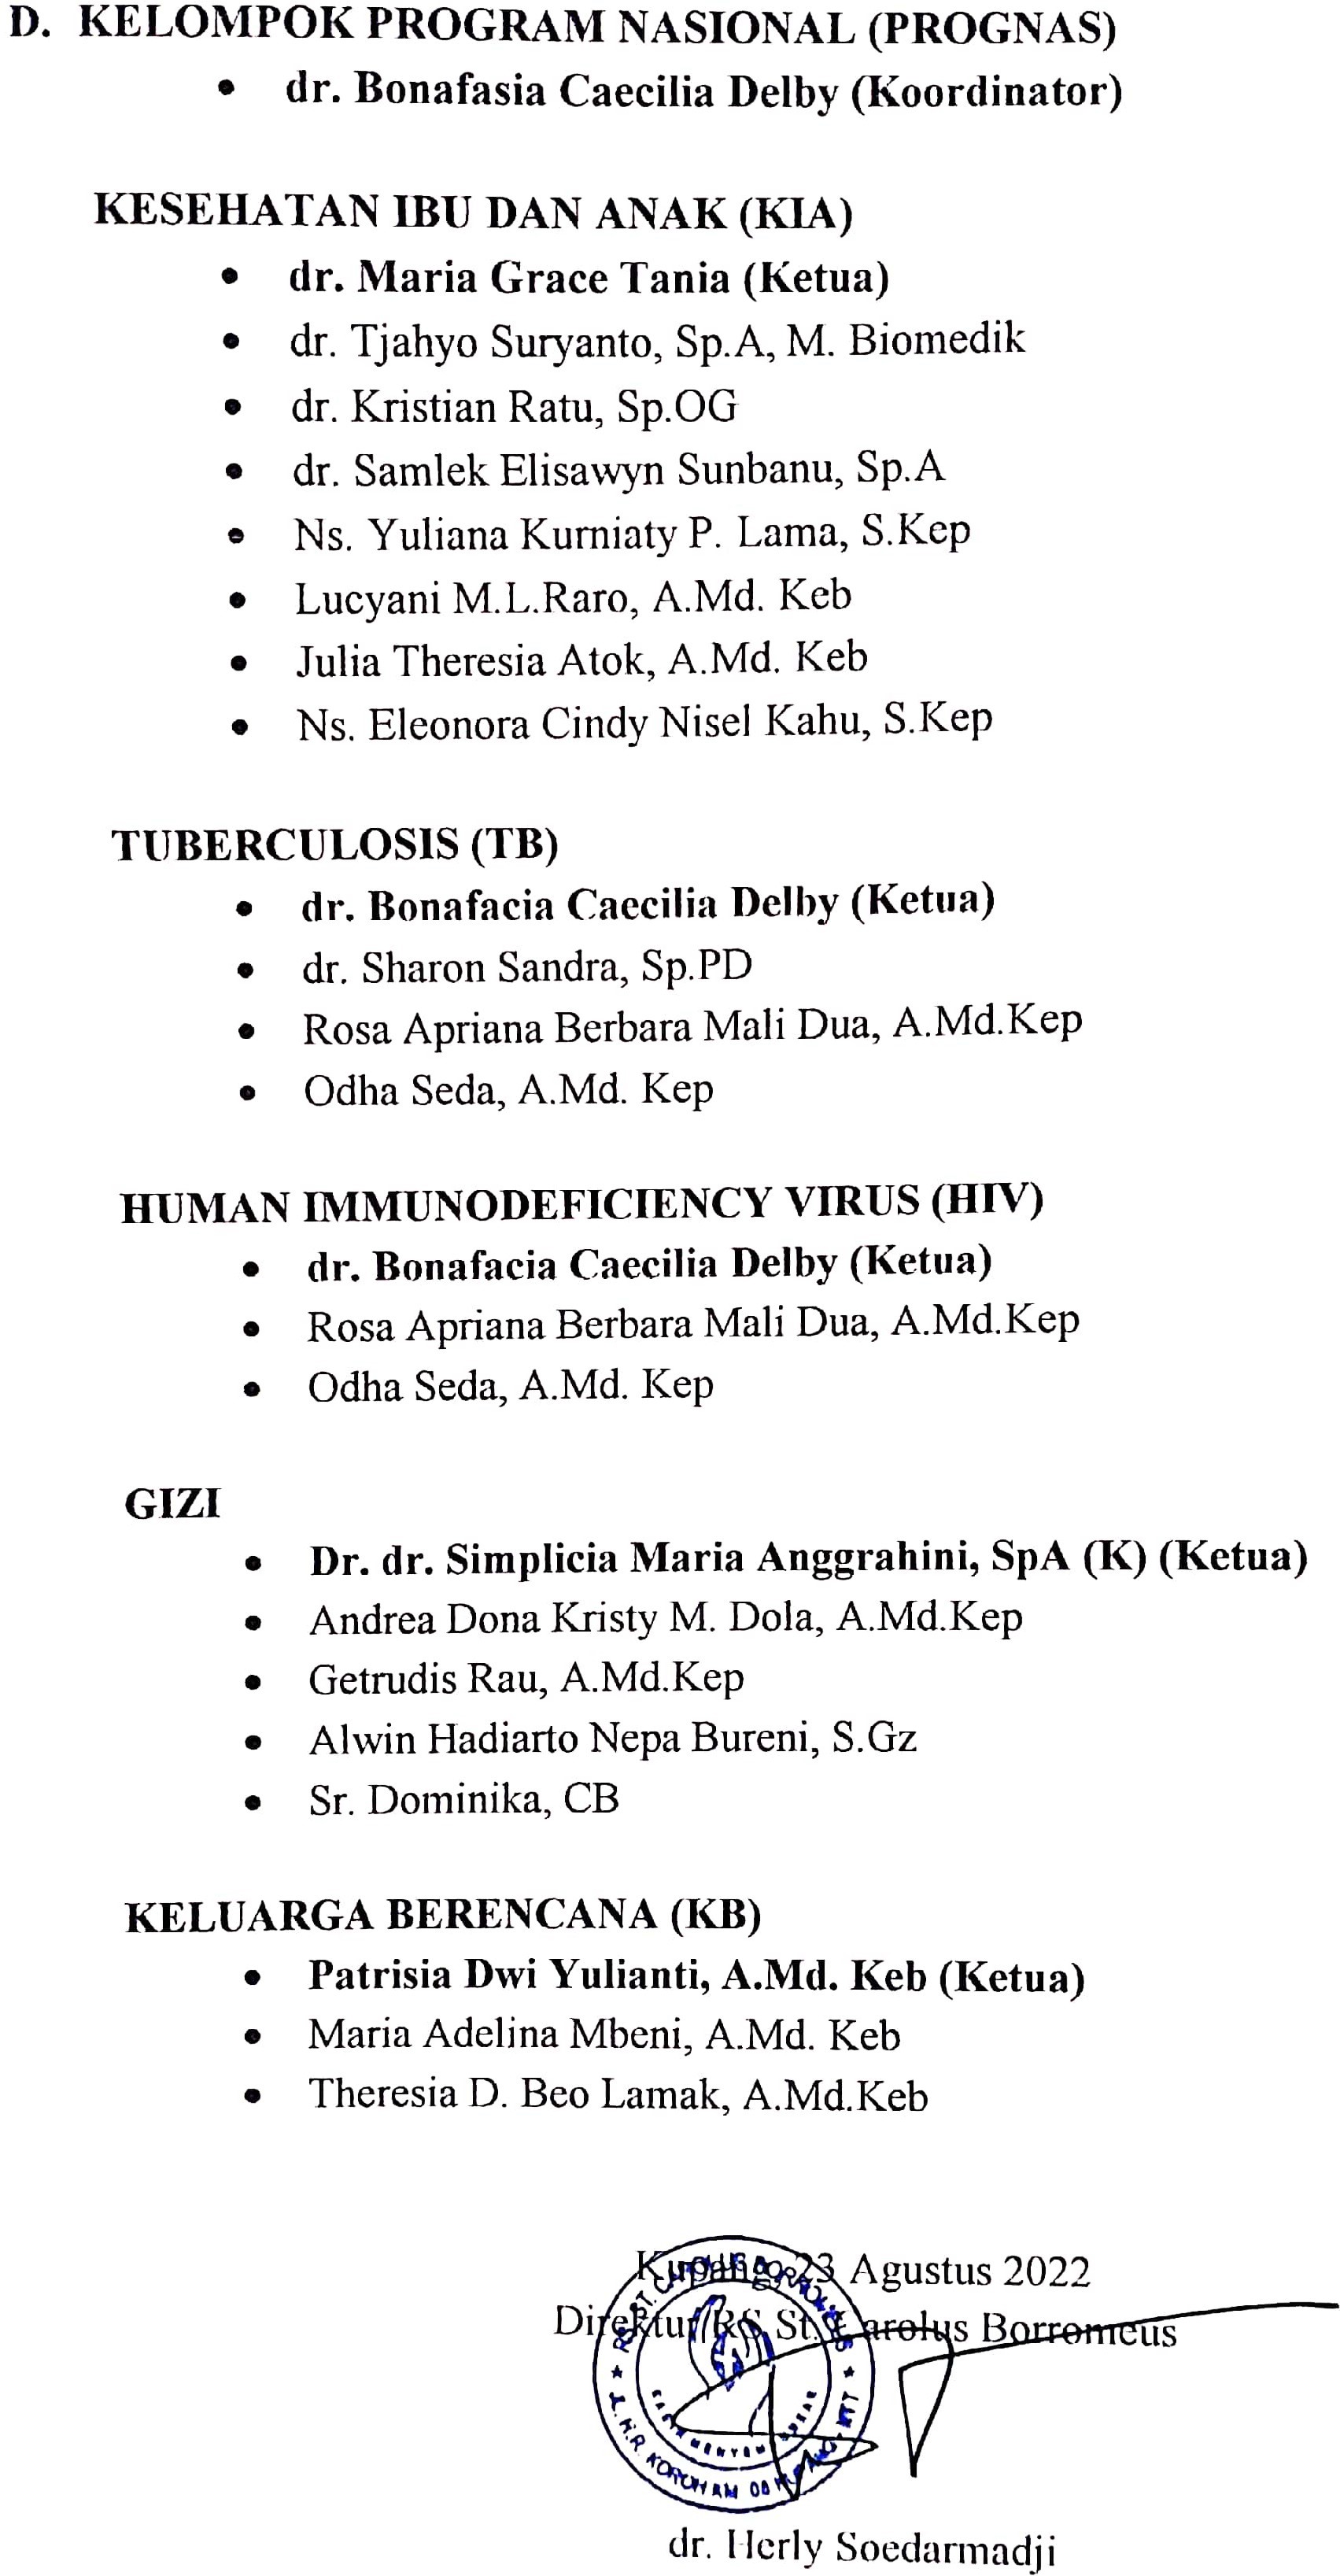 D. KELOMPOK PROGRAM NASIONAL (PROGNAS)
• dr. Bonafasia Caecilia Delby (Koordinator)
KESEHATAN IBU DAN ANAK (KIA)
• dr. Maria Grace Tania (Ketua)
• dr. Tjahyo Suryanto, Sp.A, M. Biomedik
• dr. Kristian Ratu, Sp.OG
• dr. Samlek Elisawyn Sunbanu, Sp.A
• Ns. Yuliana Kurniaty P. Lama, S.Kep
• Lucyani M.L.Raro, A.Md. Keb
• Julia Theresia Atok, A.Md. Keb
• Ns. Eleonora Cindy Nisel Kahu, S.Kep
TUBERCULOSIS (TB)
• dr. Bonafacia Caecilia Delby (Ketua)
• dr. Sharon Sandra, Sp.PD
• Rosa Apriana Berbara Mali Dua, A.Md.Kep
• Odha Seda, A.Md. Kep
HUMAN IMMUNODEFICIENCY VIRUS (HIV)
• dr. Bonafacia Caecilia Delby (Ketua)
• Rosa Apriana Berbara Mali Dua, A.Md.Kep
• Odha Seda, A.Md. Kep
GIZI
• Dr. dr. Simplicia Maria Anggrahini, SpA (K) (Ketua)
• Andrea Dona Kristy M. Dola, A.Md.Kep
• Getrudis Rau, A.Md.Kep
• Alwin Hadiarto Nepa Bureni, S.Gz
• Sr. Dominika, CB
KELUARGA BERENCANA (KB)
• Patrisia Dwi Yulianti, A.Md. Keb (Ketua)
• Maria Adelina Mbeni, A.Md. Keb
• Theresia D. Beo Lamak, A.Md.Keb
Kupang, 23 Agustus 2022
Direktur RS St. Carolus Borromeus
RS. ST. CAROLUS BORROMEUS
dr. Herly Soedarmadji